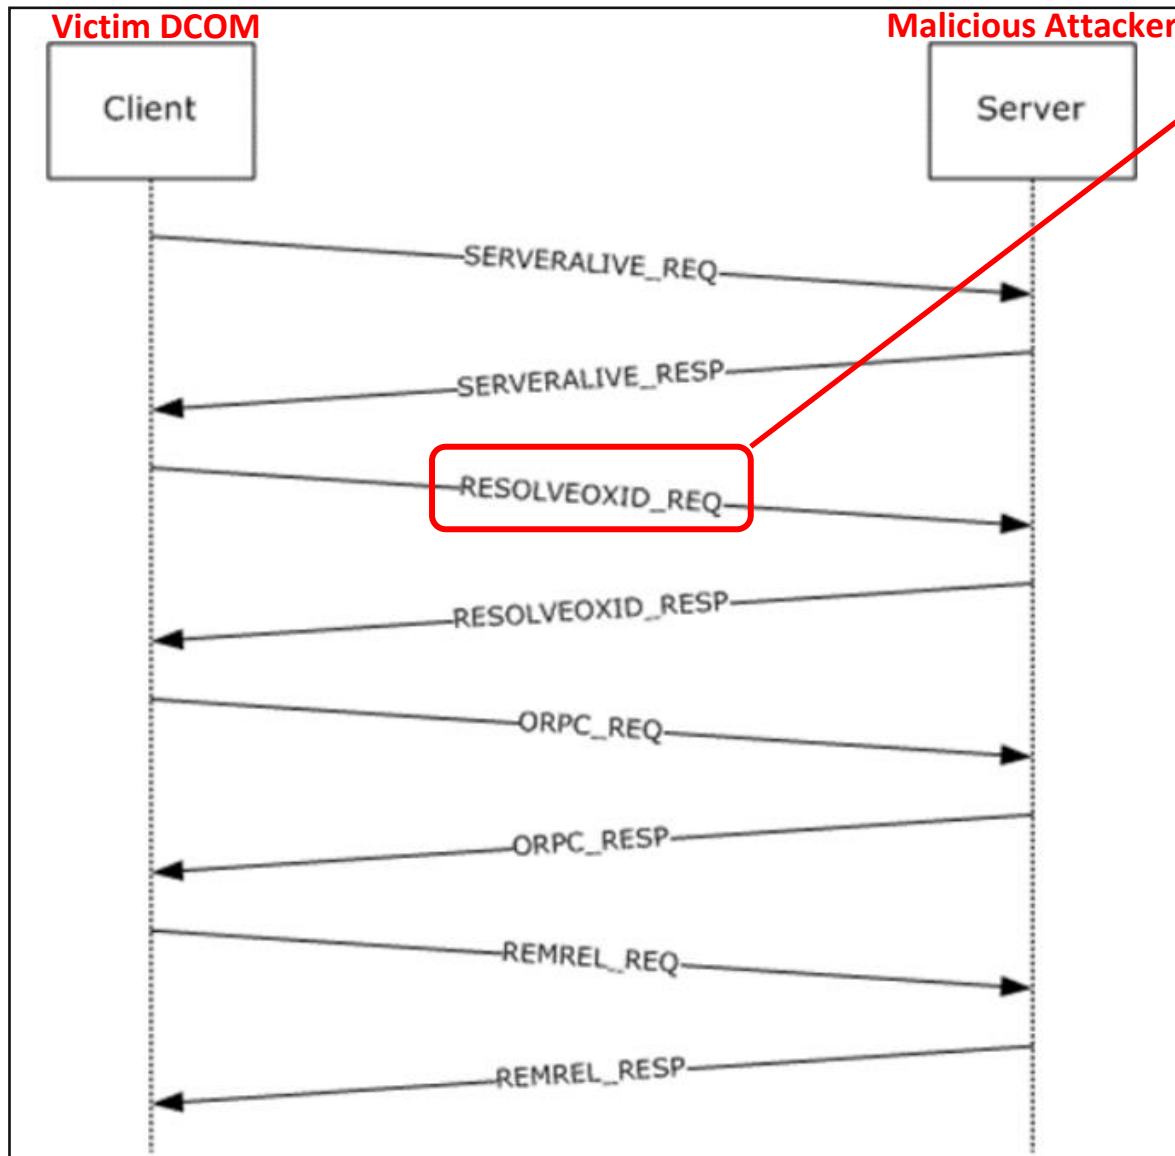 Victim DCOM
Malicious Attacker
Client
Server
SERVERALIVE_REQ
SERVERALIVE_RESP
RESOLVEOXID_REQ
RESOLVEOXID_RESP
ORPC_REQ
ORPC_RESP
REMREL_REQ
REMREL_RESP